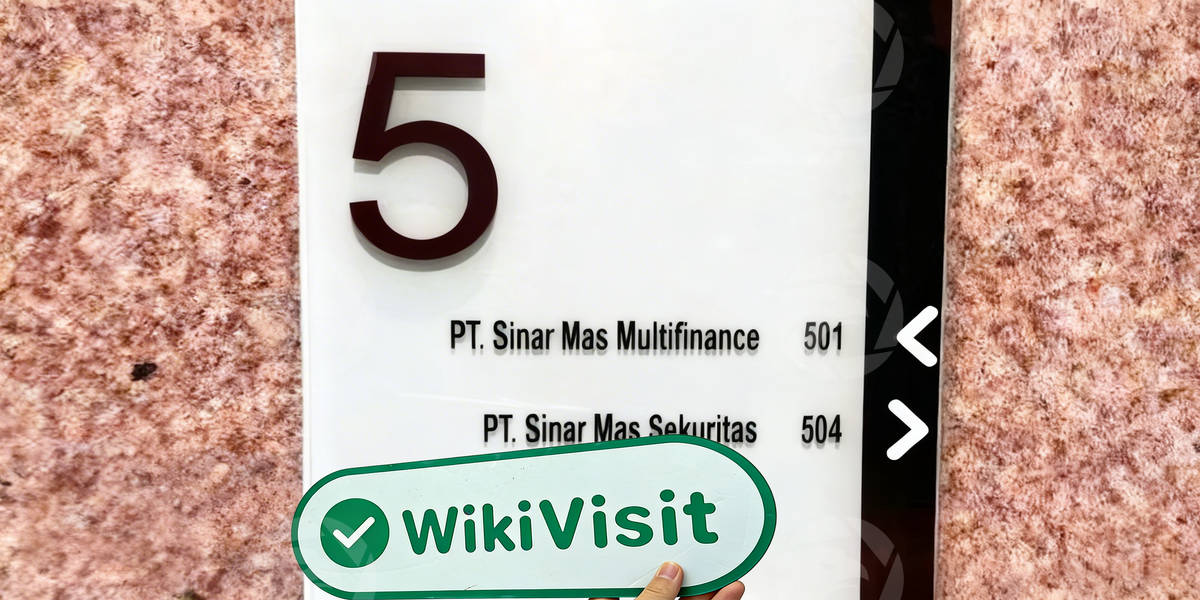 5
PT. Sinar Mas Multifinance 501 <
PT. Sinar Mas Sekuritas 504 >
WikiVisit